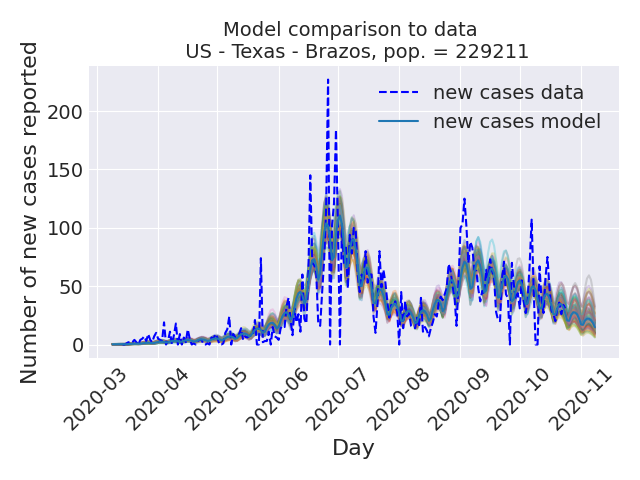 Model comparison to data
US - Texas - Brazos, pop. = 229211
Number of new cases reported
200
150
100
50
0
new cases data
new cases model
2020-03
2020-04
2020-05
2020-06
2020-07
2020-08
2020-09
2020-10
2020-11
Day